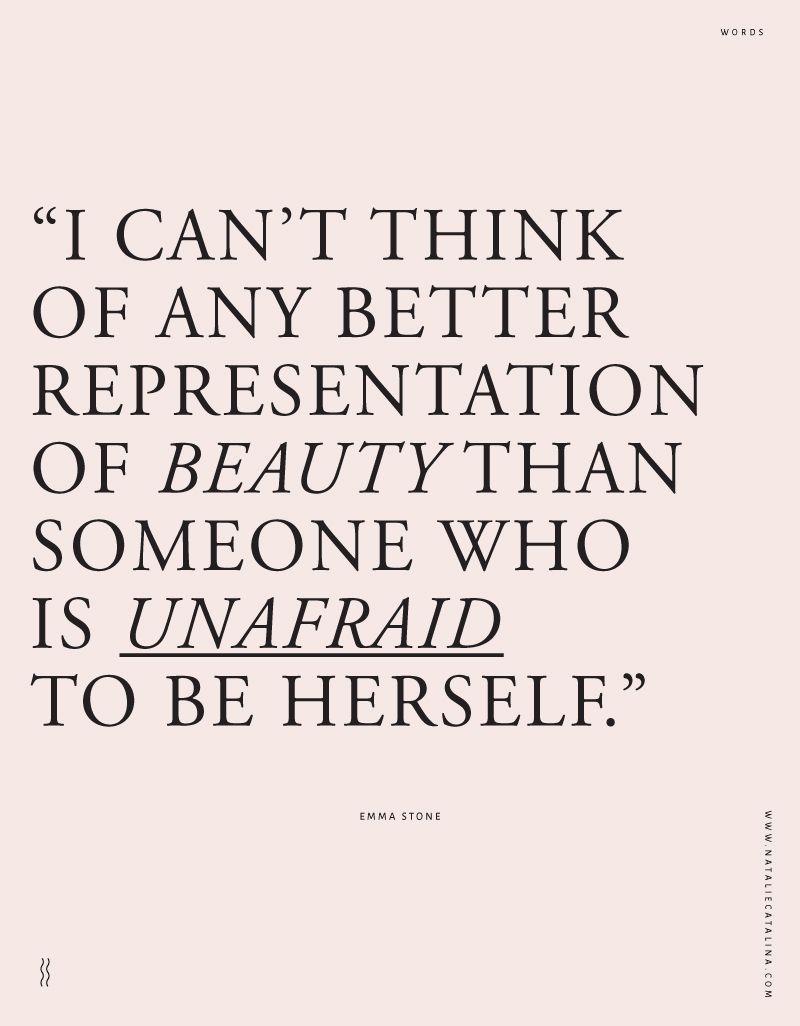 WORDS
“I CAN’T THINK
OF ANY BETTER
REPRESENTATION
OF BEAUTY THAN
SOMEONE WHO
IS UNAFRAID
TO BE HERSELF.”
EMMA STONE
WWW.NATALIECATALINA.COM